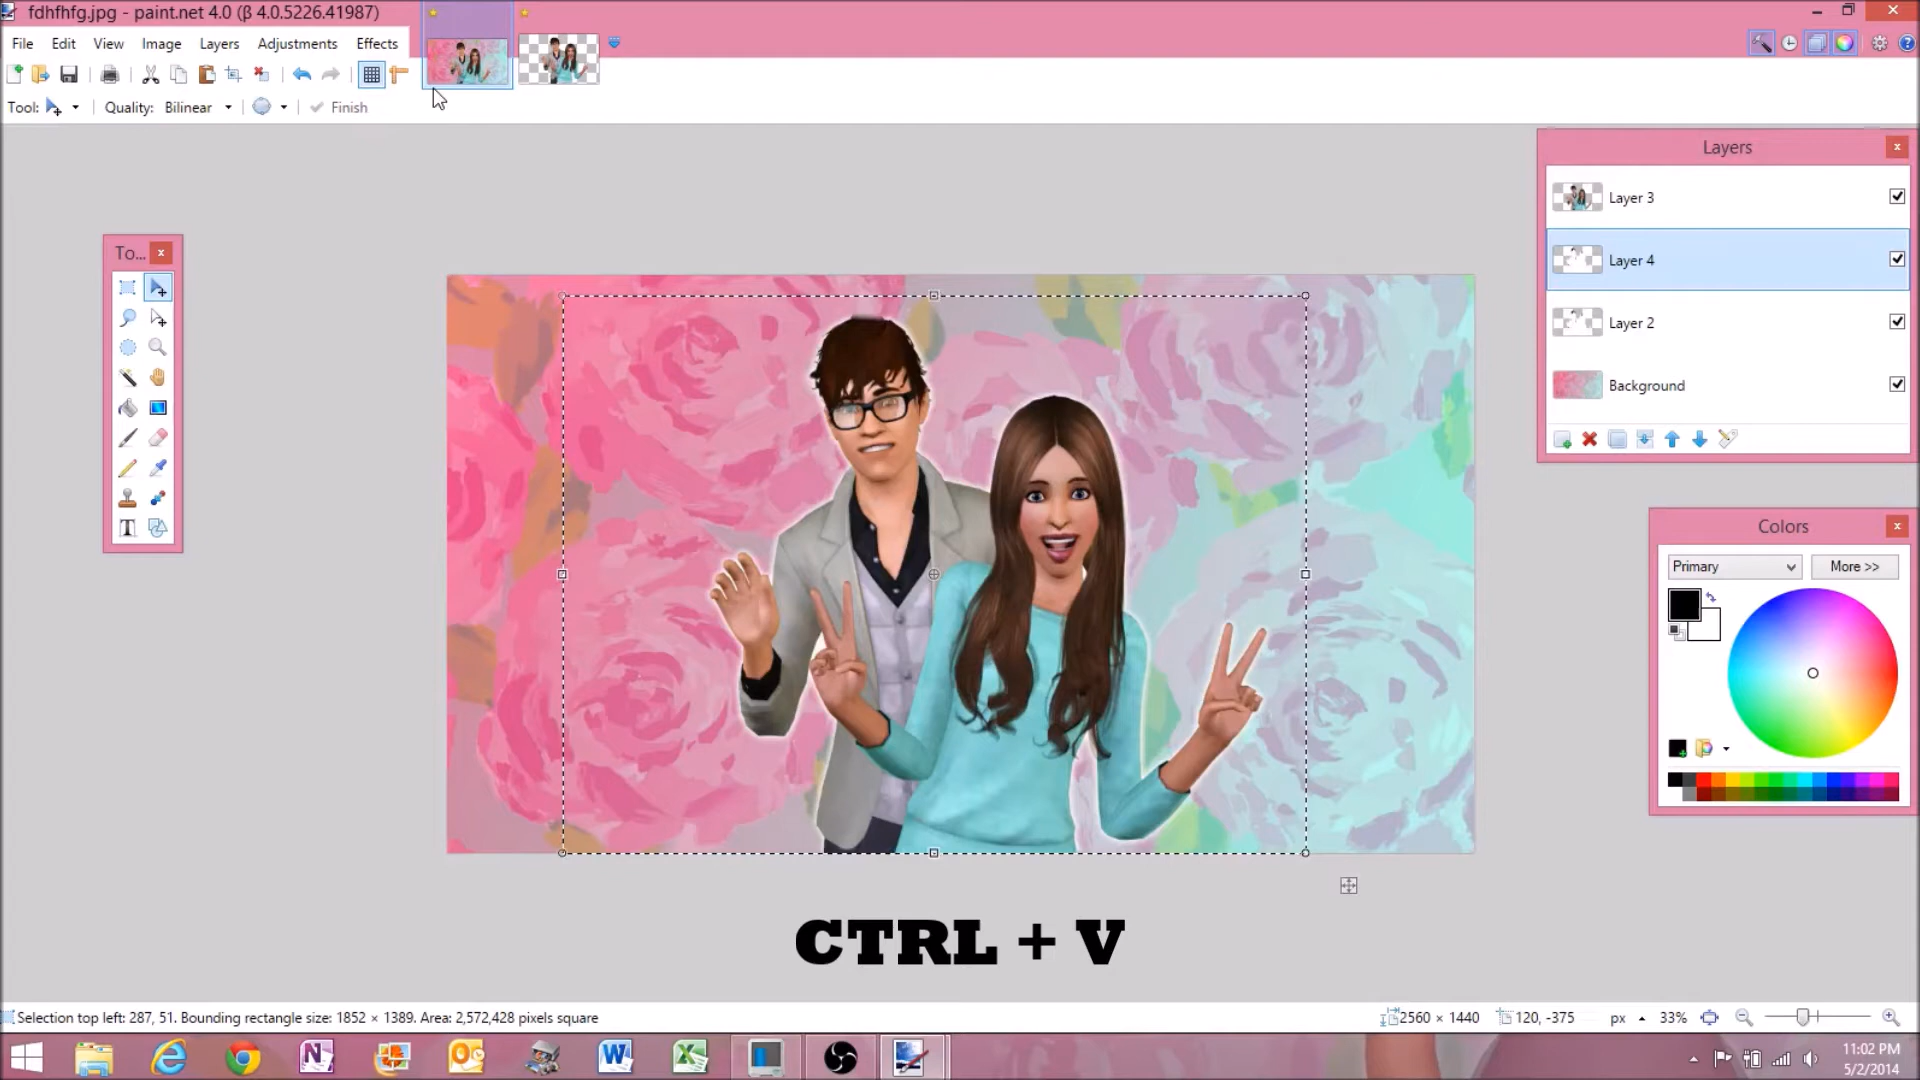 fdhfhfg.jpg - paint.net 4.0 (β 4.0.5226.41987)
File Edit View Image Layers Adjustments Effects
Tool: Quality: Bilinear Finish
Layers
Layer 3
Layer 4
Layer 2
Background
To...
Colors
Primary More >>
CTRL + V
Selection top left: 287, 51. Bounding rectangle size: 1852 × 1389. Area: 2,572,428 pixels square 2560 × 1440 120, -375 px 33%
11:02 PM
5/2/2014